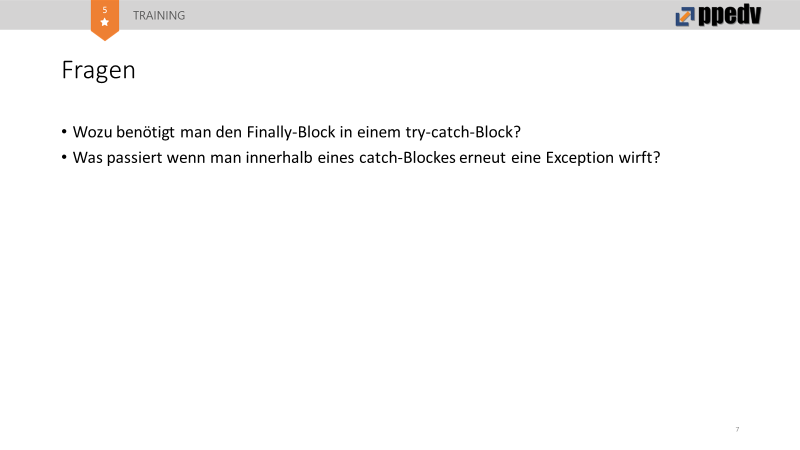 5
TRAINING
ppedv
Fragen
• Wozu benötigt man den Finally-Block in einem try-catch-Block?
• Was passiert wenn man innerhalb eines catch-Blockes erneut eine Exception wirft?
7